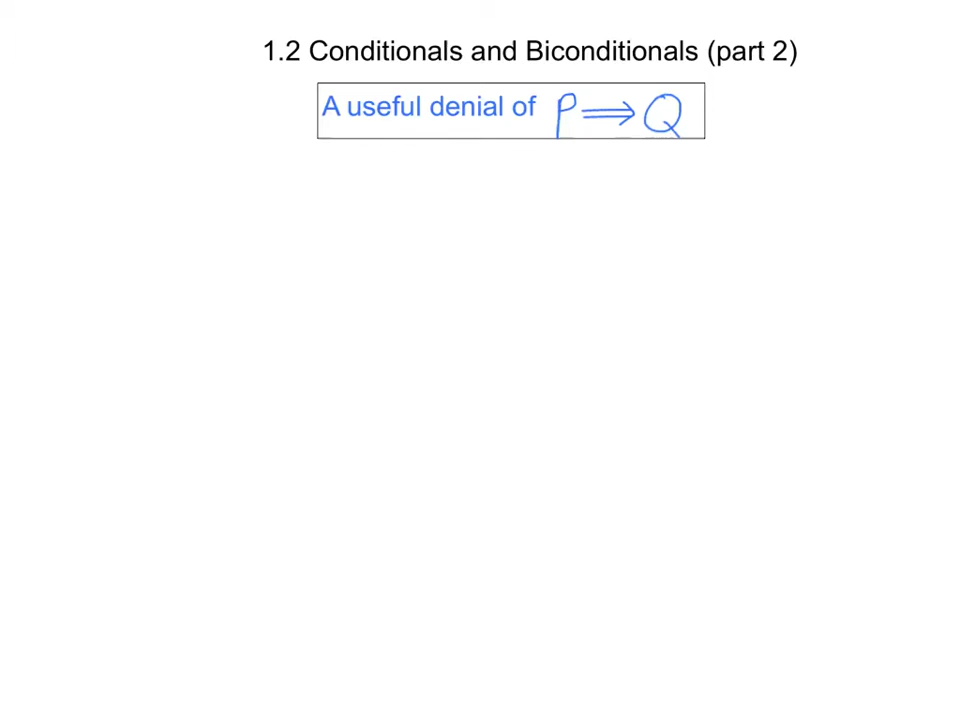 1.2 Conditionals and Biconditionals (part 2)
A useful denial of P ⟹ Q